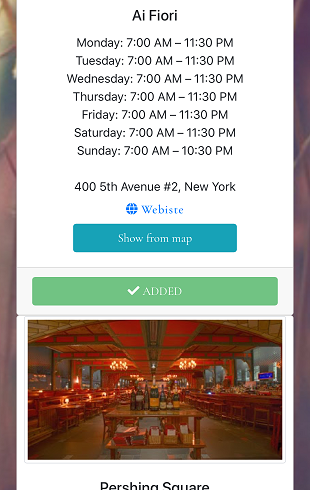 Ai Fiori
Monday: 7:00 AM – 11:30 PM
Tuesday: 7:00 AM – 11:30 PM
Wednesday: 7:00 AM – 11:30 PM
Thursday: 7:00 AM – 11:30 PM
Friday: 7:00 AM – 11:30 PM
Saturday: 7:00 AM – 11:30 PM
Sunday: 7:00 AM – 10:30 PM
400 5th Avenue #2, New York
Webiste
Show from map
ADDED
Pershing Square